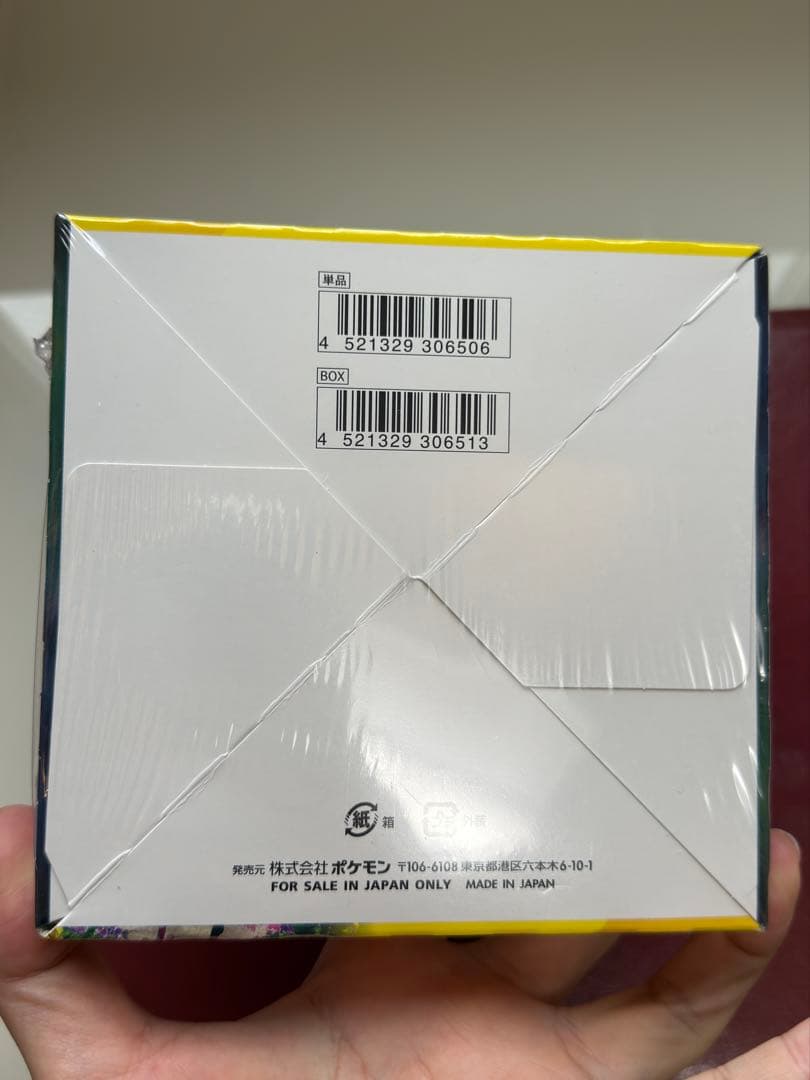 単品
4 521329 306506
BOX
4 521329 306513
紙 箱
外装
発売元 株式会社ポケモン 〒106-6108 東京都港区六本木6-10-1
FOR SALE IN JAPAN ONLY MADE IN JAPAN